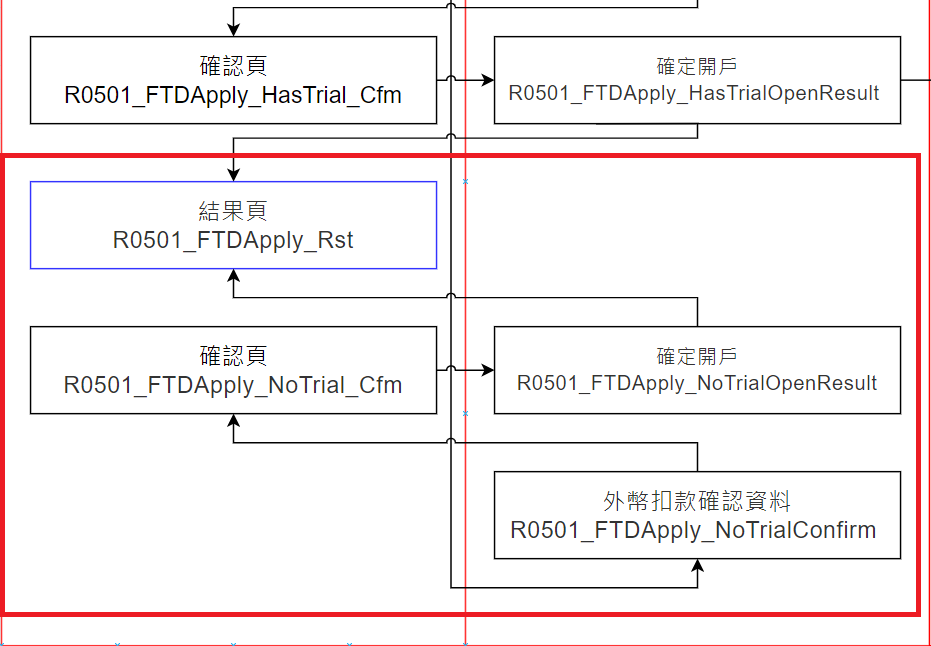 確認頁
R0501_FTDApply_HasTrial_Cfm
確定開戶
R0501_FTDApply_HasTrialOpenResult
結果頁
R0501_FTDApply_Rst
確認頁
R0501_FTDApply_NoTrial_Cfm
確定開戶
R0501_FTDApply_NoTrialOpenResult
外幣扣款確認資料
R0501_FTDApply_NoTrialConfirm